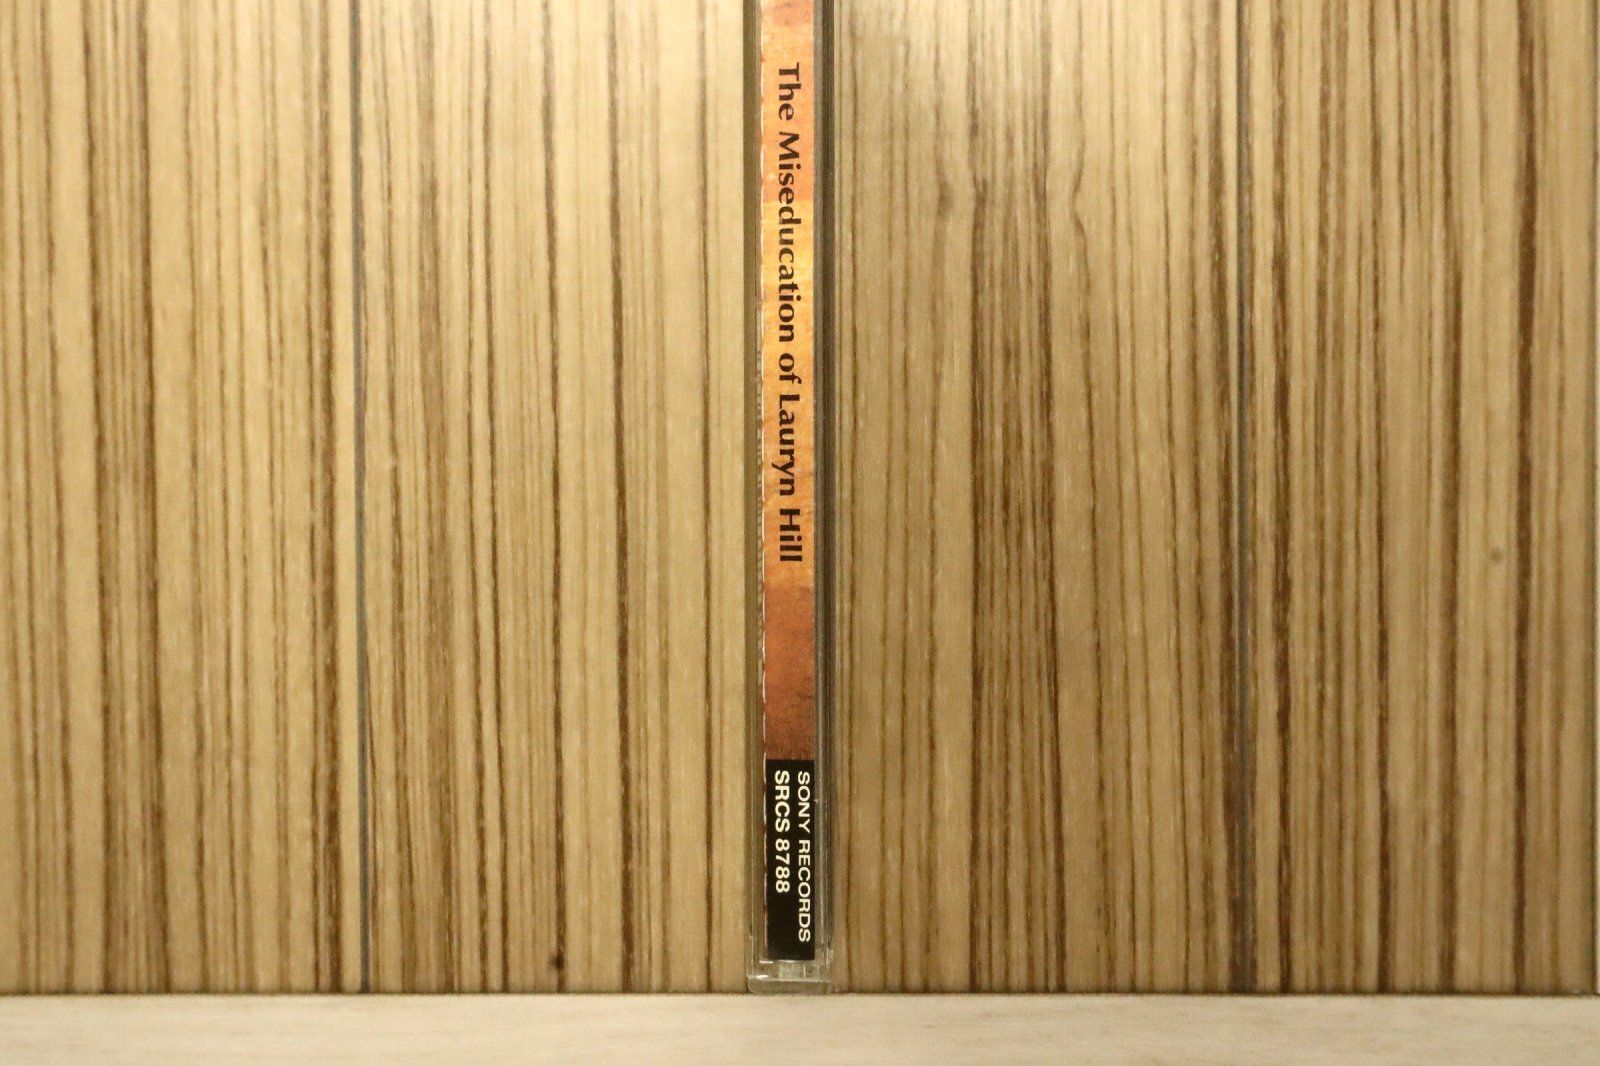 The Miseducation of Lauryn Hill
SONY RECORDS
SRCS 8788